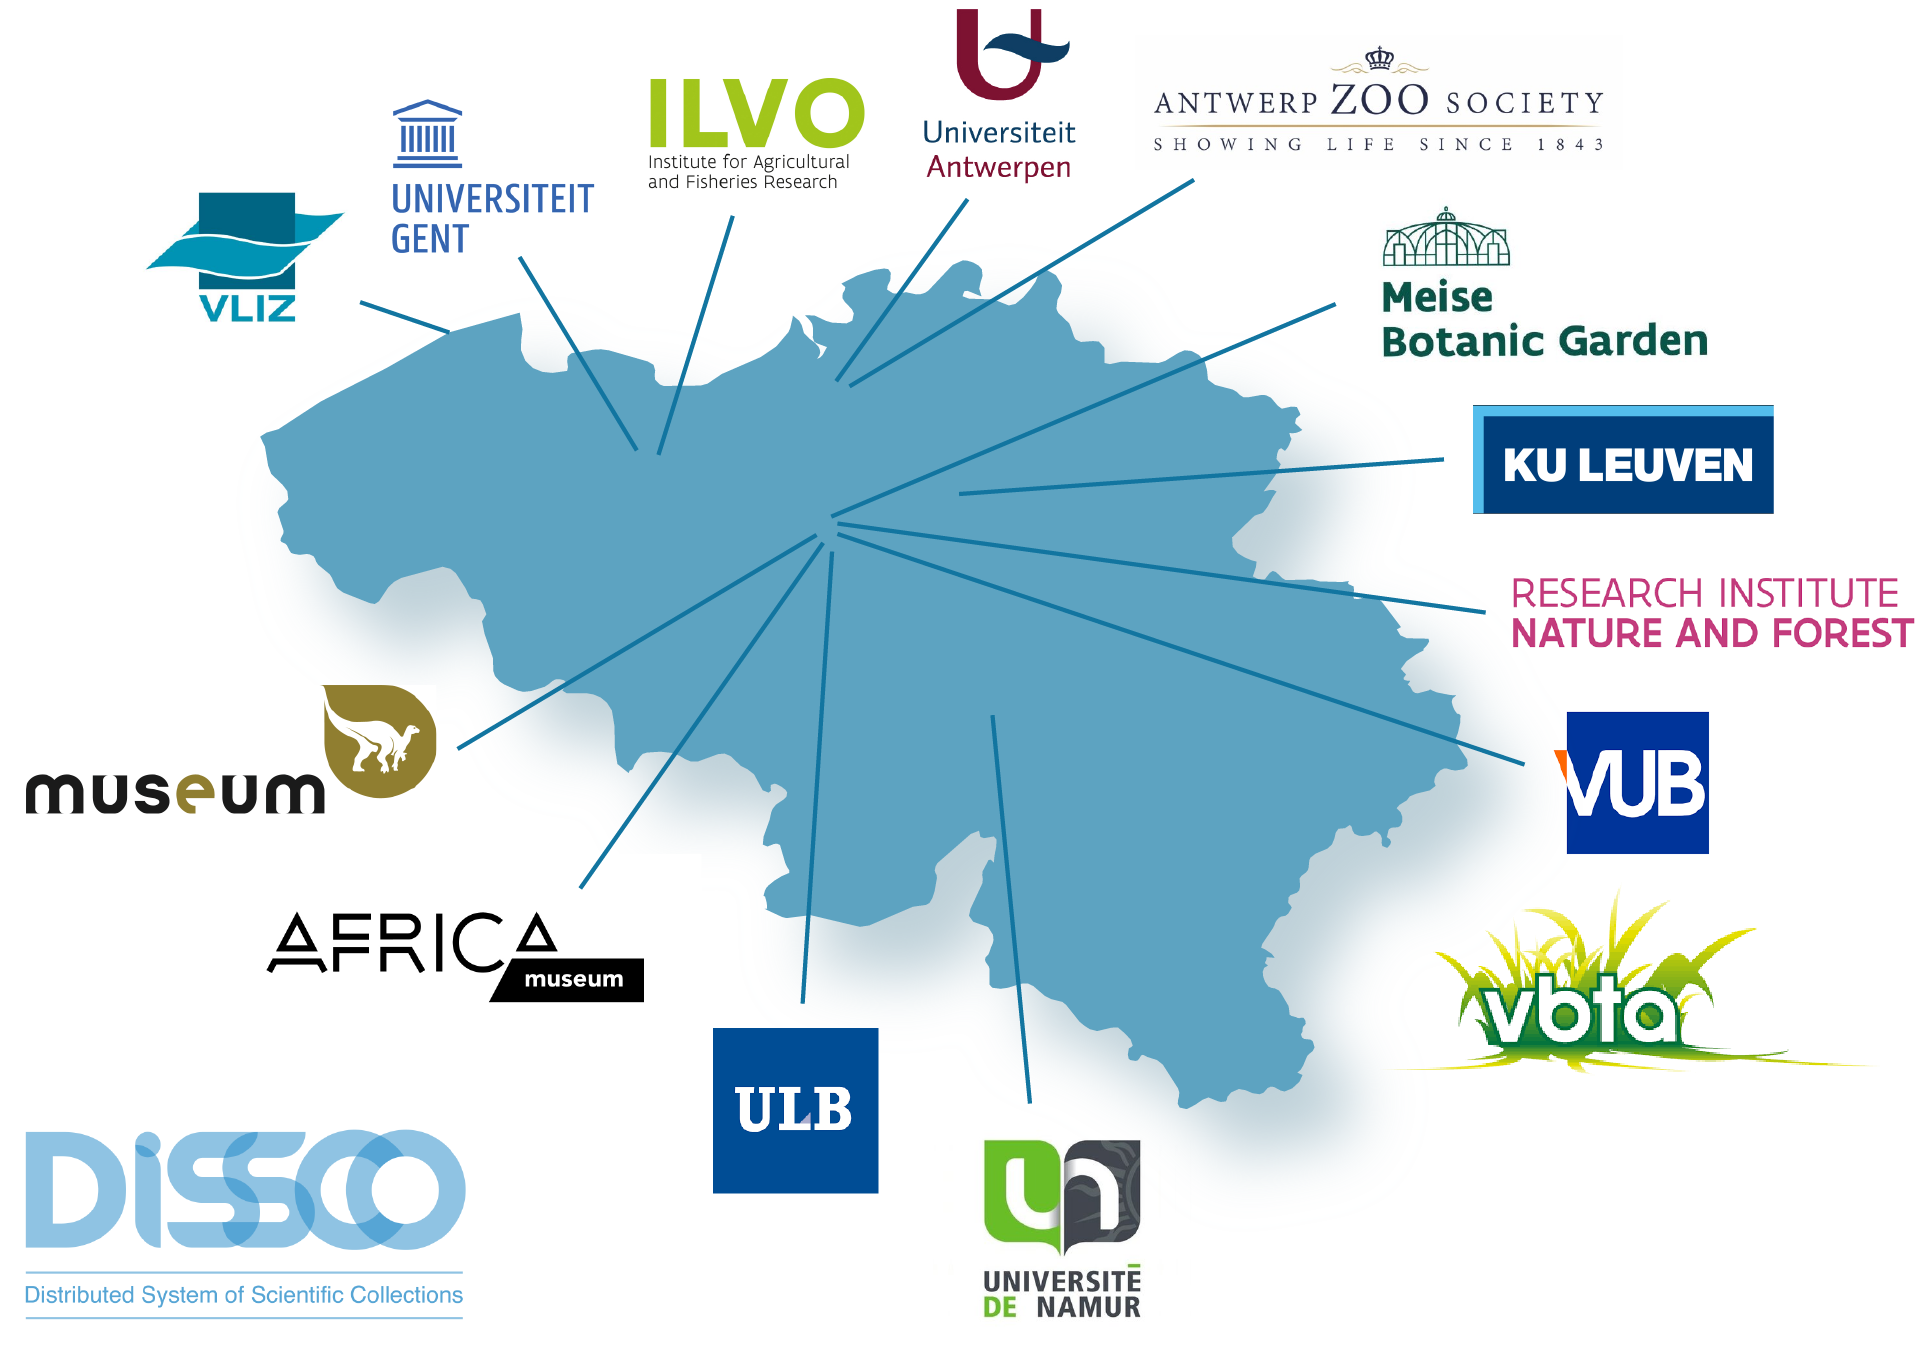 ILVO
Institute for Agricultural
and Fisheries Research
Universiteit
Antwerpen
ANTWERP ZOO SOCIETY
SHOWING LIFE SINCE 1843
UNIVERSITEIT
GENT
VLIZ
Meise
Botanic Garden
KU LEUVEN
RESEARCH INSTITUTE
NATURE AND FOREST
museum
VUB
AFRICA
museum
vbta
ULB
DiSSCo
Distributed System of Scientific Collections
un
UNIVERSITÉ
DE NAMUR